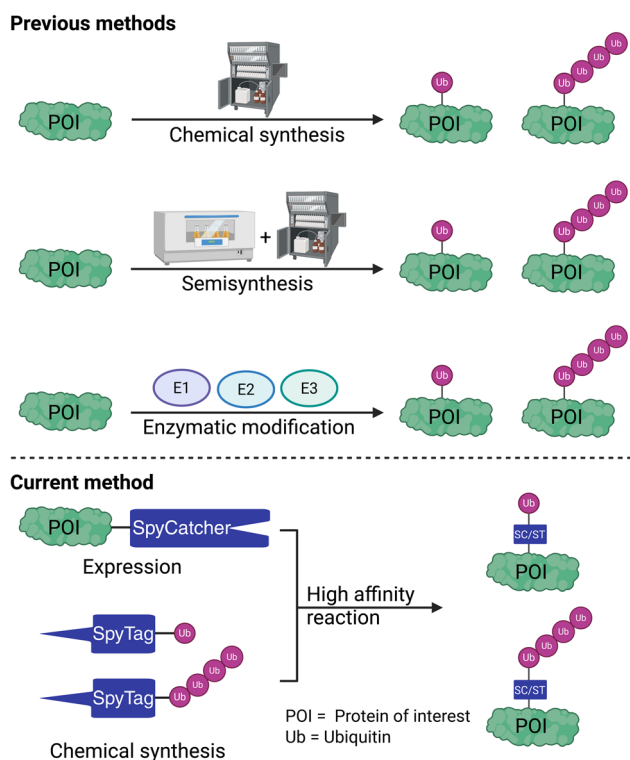 Previous methods
Ub
Ub Ub Ub Ub
POI
Chemical synthesis
POI
POI
Ub
Ub Ub Ub Ub
POI
+
Semisynthesis
POI
POI
Ub
Ub Ub Ub Ub
POI
E1 E2 E3
Enzymatic modification
POI
POI
Current method
POI SpyCatcher
Expression
SpyTag Ub
SpyTag Ub Ub Ub Ub
Chemical synthesis
High affinity
reaction
Ub
SC/ST
POI
Ub Ub Ub Ub
SC/ST
POI
POI = Protein of interest
Ub = Ubiquitin